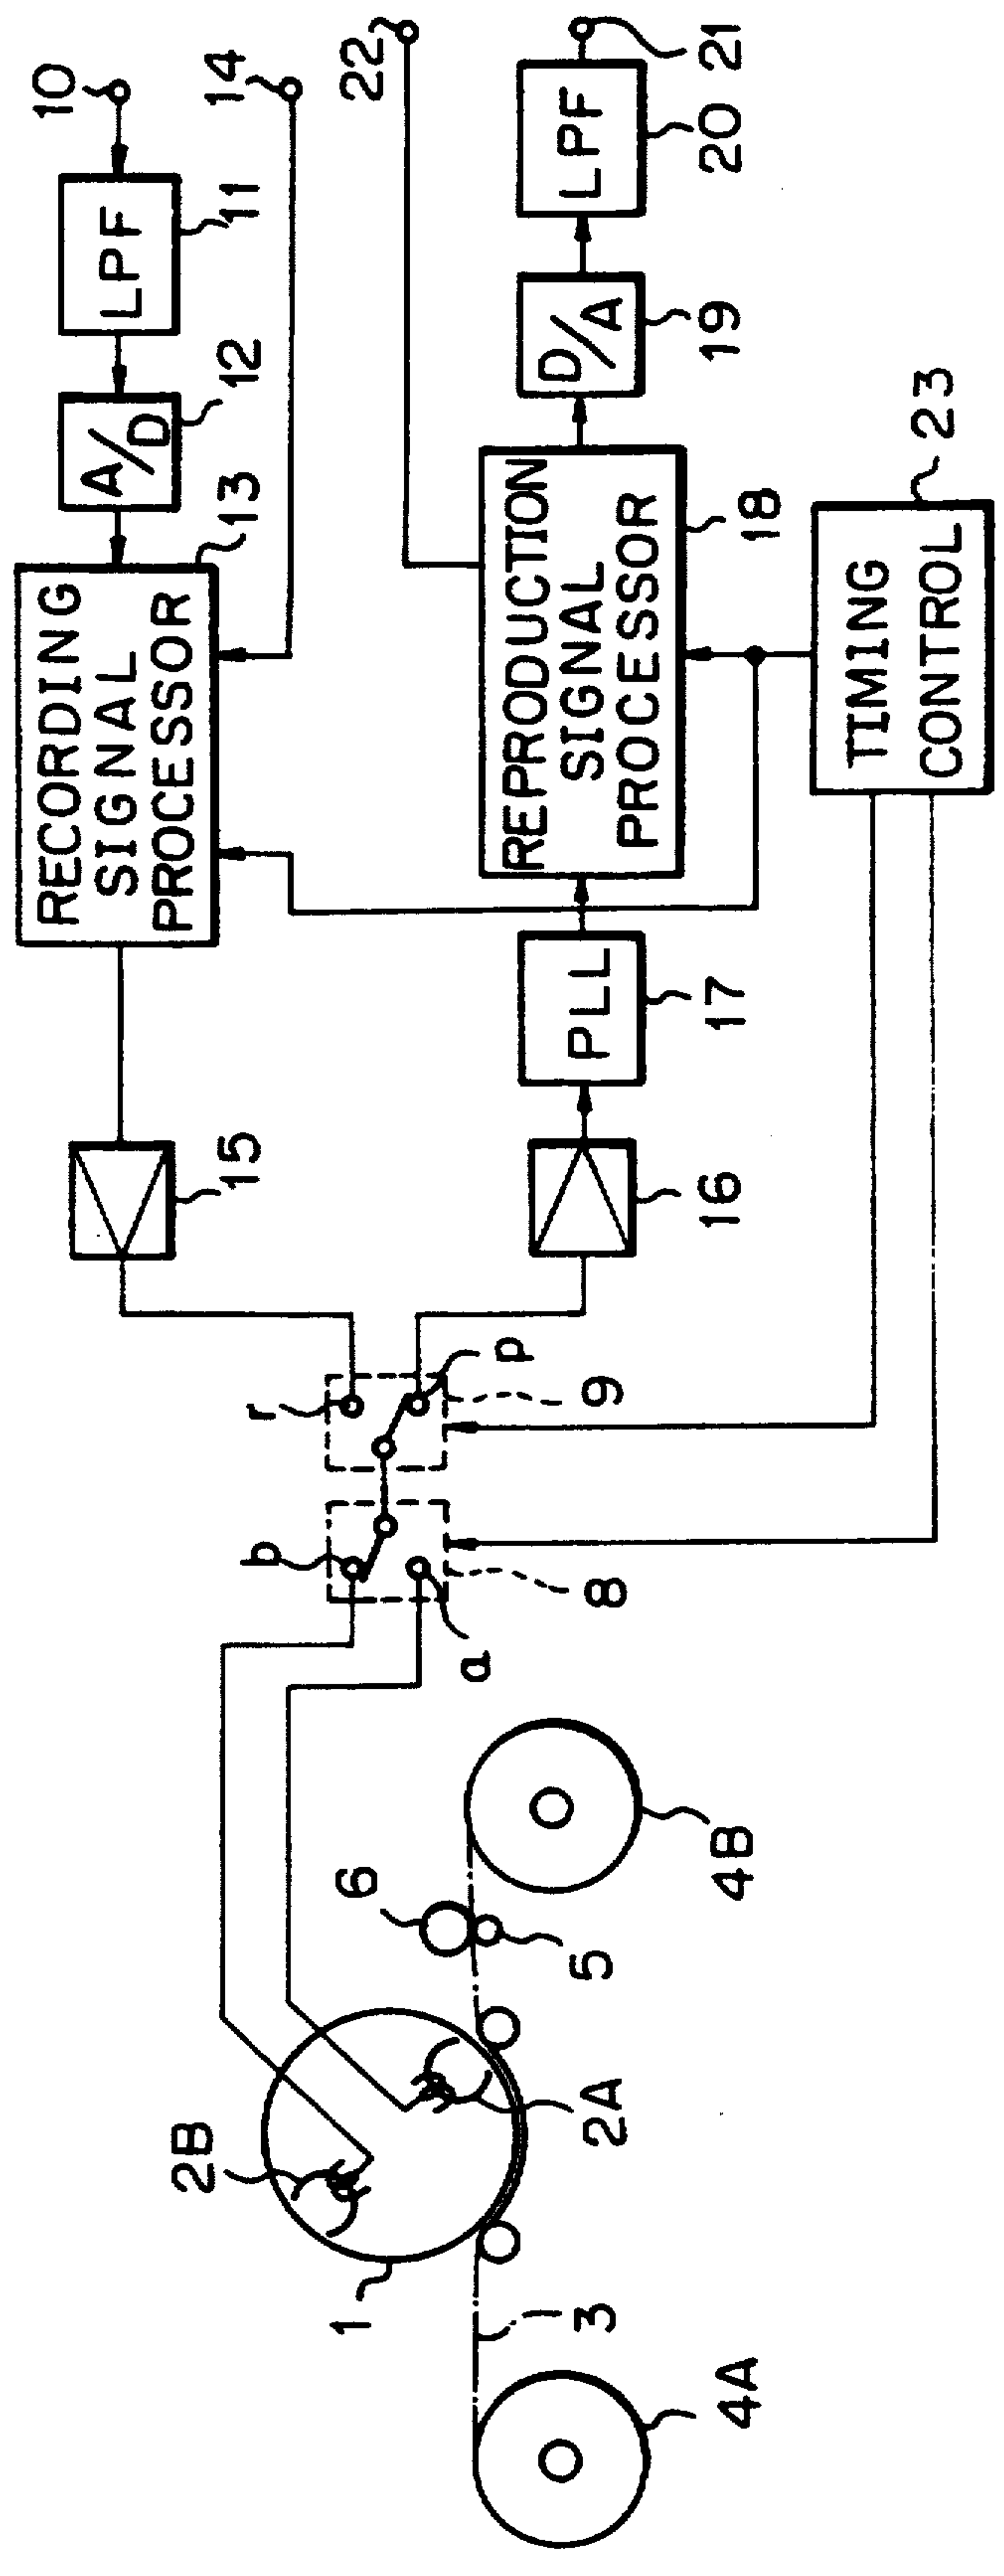 10
LPF
11
A/D
12
RECORDING
SIGNAL
PROCESSOR
13
14
15
22
LPF
20
21
D/A
19
REPRODUCTION
SIGNAL
PROCESSOR
18
PLL
17
16
TIMING
CONTROL
23
r
p
9
b
a
8
2B
2A
1
6
5
3
4A
4B